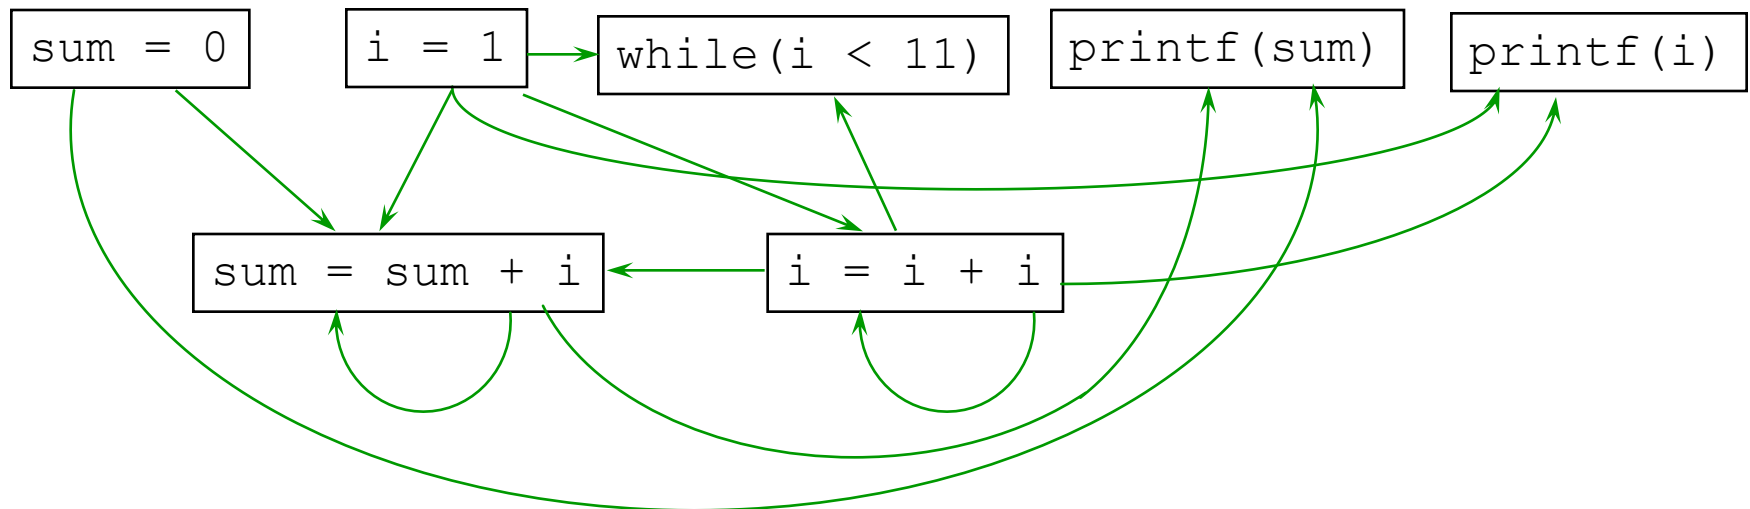 sum = 0
i = 1
while(i < 11)
printf(sum)
printf(i)
sum = sum + i
i = i + i